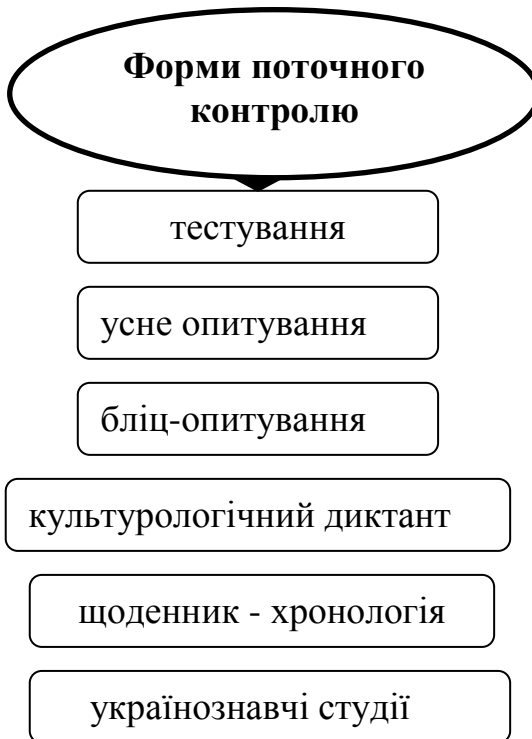 Форми поточного
контролю
тестування
усне опитування
бліц-опитування
культурологічний диктант
щоденник - хронологія
українознавчі студії